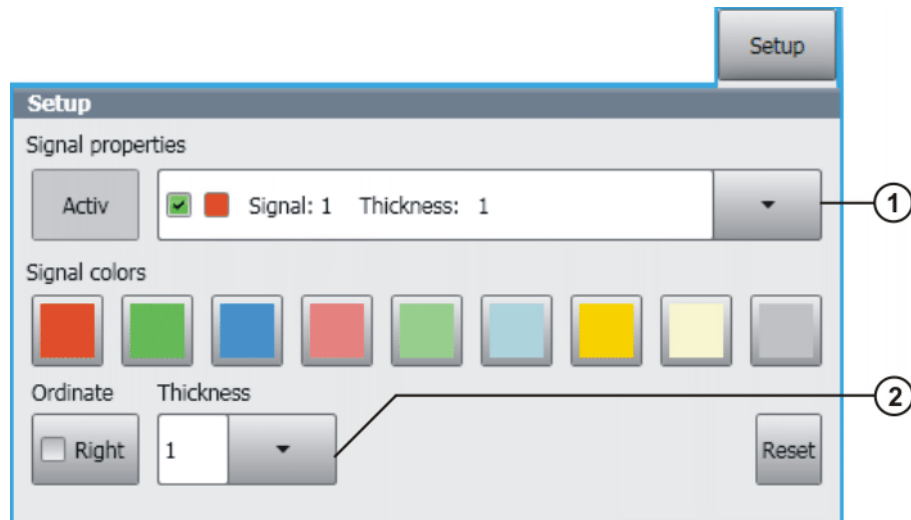 Setup
Setup
Signal properties
Activ Signal: 1 Thickness: 1
1
Signal colors
Ordinate Thickness
2
Right 1 Reset